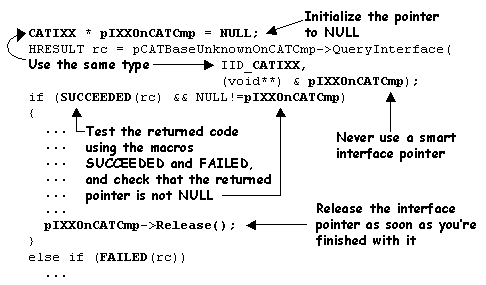 Initialize the pointer
to NULL
CATIXX * pIXXOnCATCmp = NULL;
HRESULT rc = pCATBaseUnknownOnCATCmp->QueryInterface(
Use the same type
IID_CATIXX,
(void**) & pIXXOnCATCmp);
if (SUCCEEDED(rc) && NULL!=pIXXOnCATCmp)
{
...
... Test the returned code
... using the macros
... SUCCEEDED and FAILED,
... and check that the returned
... pointer is not NULL
...
Never use a smart
interface pointer
pIXXOnCATCmp->Release();
Release the interface
pointer as soon as you're
finished with it
}
else if (FAILED(rc))
...